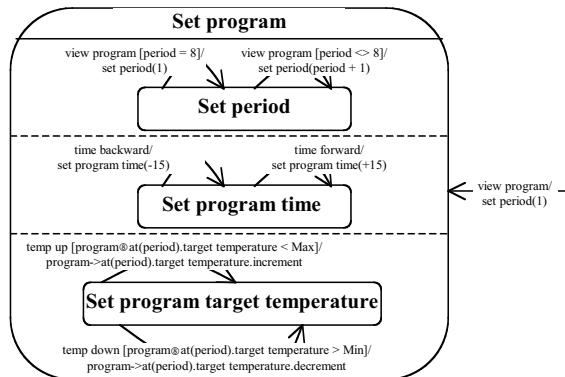 Set program
view program [period = 8]/
set period(1)
view program [period <> 8]/
set period(period + 1)
Set period
time backward/
set program time(-15)
time forward/
set program time(+15)
Set program time
view program/
set period(1)
temp up [program®at(period).target temperature < Max]/
program->at(period).target temperature.increment
Set program target temperature
temp down [program®at(period).target temperature > Min]/
program->at(period).target temperature.decrement